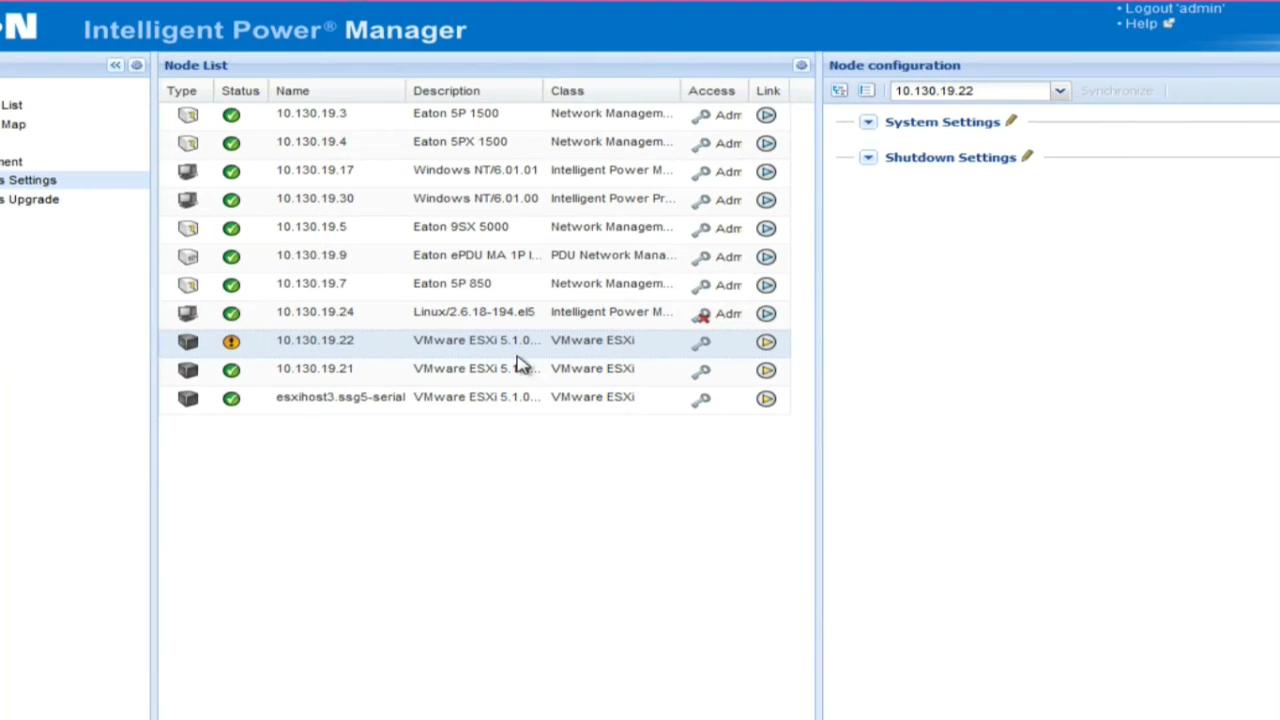 N Intelligent Power® Manager
• Logout 'admin'
• Help
List
Map
ment
s Settings
s Upgrade
Node List
Type Status Name Description Class Access Link
10.130.19.3 Eaton 5P 1500 Network Managem... Adm
10.130.19.4 Eaton 5PX 1500 Network Managem... Adm
10.130.19.17 Windows NT/6.01.01 Intelligent Power M... Adm
10.130.19.30 Windows NT/6.01.00 Intelligent Power Pr... Adm
10.130.19.5 Eaton 9SX 5000 Network Managem... Adm
10.130.19.9 Eaton ePDU MA 1P I... PDU Network Mana... Adm
10.130.19.7 Eaton 5P 850 Network Managem... Adm
10.130.19.24 Linux/2.6.18-194.el5 Intelligent Power M... Adm
10.130.19.22 VMware ESXi 5.1.0... VMware ESXi
10.130.19.21 VMware ESXi 5.1... VMware ESXi
esxihost3.ssg5-serial VMware ESXi 5.1.0... VMware ESXi
Node configuration
10.130.19.22 Synchronize
System Settings
Shutdown Settings